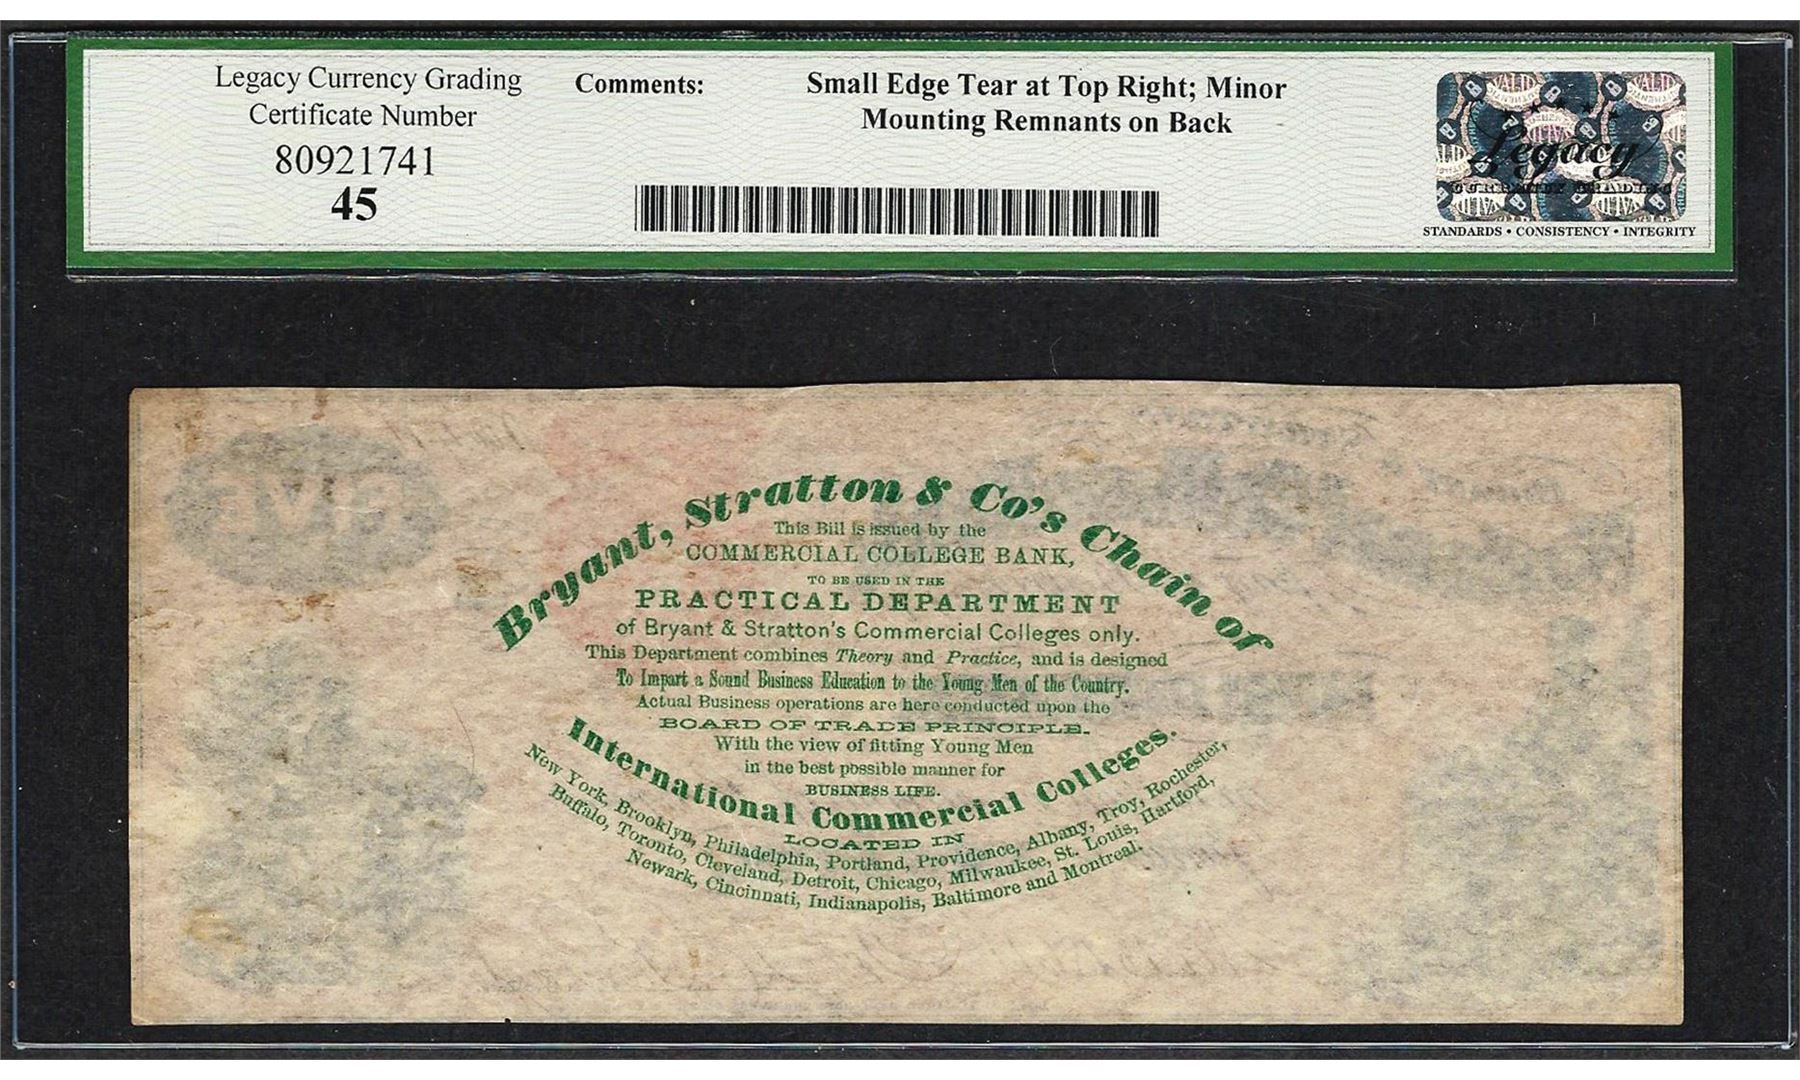 Legacy Currency Grading
Certificate Number
80921741
45
Comments:
Small Edge Tear at Top Right; Minor
Mounting Remnants on Back
Legacy
CURRENCY GRADING
STANDARDS • CONSISTENCY • INTEGRITY
Bryant, Stratton & Co's Chain of
This Bill is issued by the
COMMERCIAL COLLEGE BANK,
TO BE USED IN THE
PRACTICAL DEPARTMENT
of Bryant & Stratton's Commercial Colleges only.
This Department combines Theory and Practice, and is designed
To Impart a Sound Business Education to the Young Men of the Country.
Actual Business operations are here conducted upon the
BOARD OF TRADE PRINCIPLE.
With the view of fitting Young Men
in the best possible manner for
BUSINESS LIFE.
International Commercial Colleges.
LOCATED IN
New York, Brooklyn, Philadelphia, Portland, Providence, Albany, Troy, Rochester,
Buffalo, Toronto, Cleveland, Detroit, Chicago, Milwaukee, St. Louis, Hartford,
Newark, Cincinnati, Indianapolis, Baltimore and Montreal.